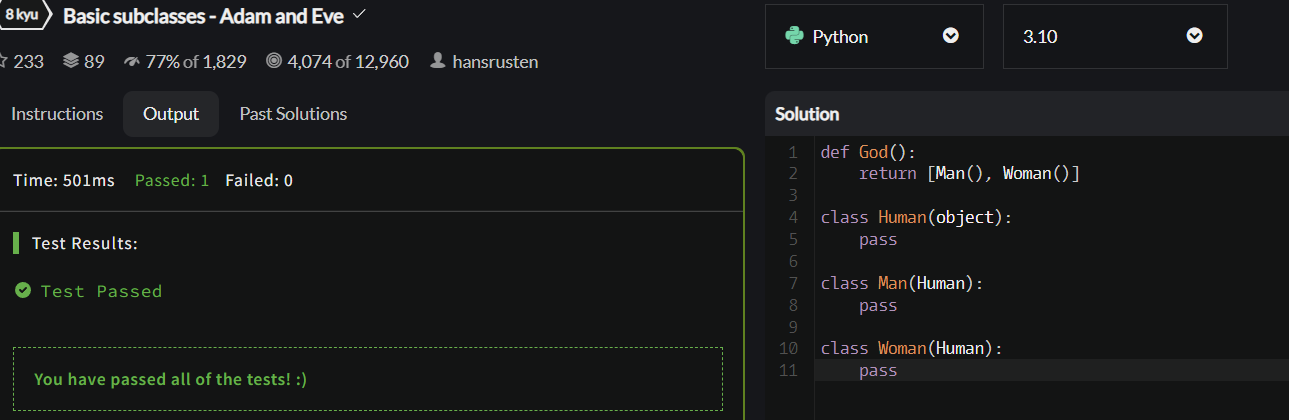 8 kyu Basic subclasses - Adam and Eve
233 89 77% of 1,829 4,074 of 12,960 hansrusten
Instructions Output Past Solutions
Time: 501ms Passed: 1 Failed: 0
Test Results:
Test Passed
You have passed all of the tests! :)
Python 3.10
Solution
1 def God():
2     return [Man(), Woman()]
3
4 class Human(object):
5     pass
6
7 class Man(Human):
8     pass
9
10 class Woman(Human):
11     pass